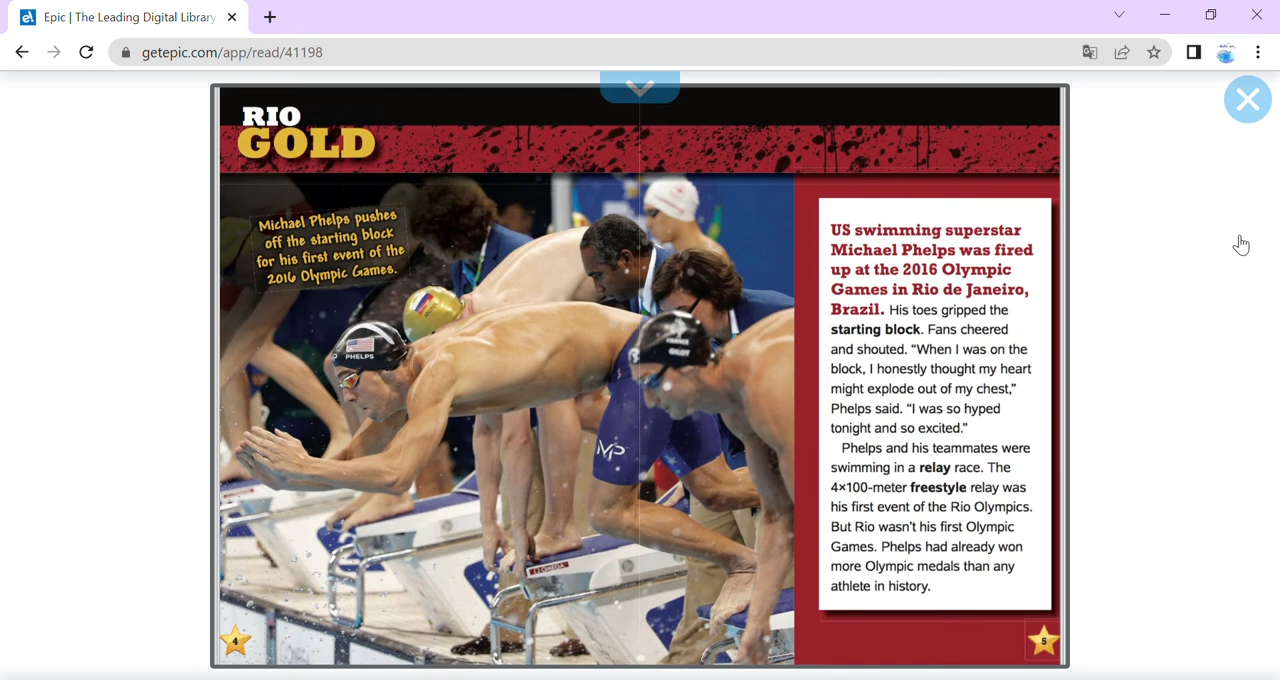 Epic | The Leading Digital Library
getepic.com/app/read/41198
RIO
GOLD
Michael Phelps pushes
off the starting block
for his first event of the
2016 Olympic Games.
PHELPS
FRANCE
GILOT
MP
OMEGA
US swimming superstar
Michael Phelps was fired
up at the 2016 Olympic
Games in Rio de Janeiro,
Brazil. His toes gripped the
starting block. Fans cheered
and shouted. “When I was on the
block, I honestly thought my heart
might explode out of my chest,”
Phelps said. “I was so hyped
tonight and so excited.”
Phelps and his teammates were
swimming in a relay race. The
4×100-meter freestyle relay was
his first event of the Rio Olympics.
But Rio wasn’t his first Olympic
Games. Phelps had already won
more Olympic medals than any
athlete in history.
4
5